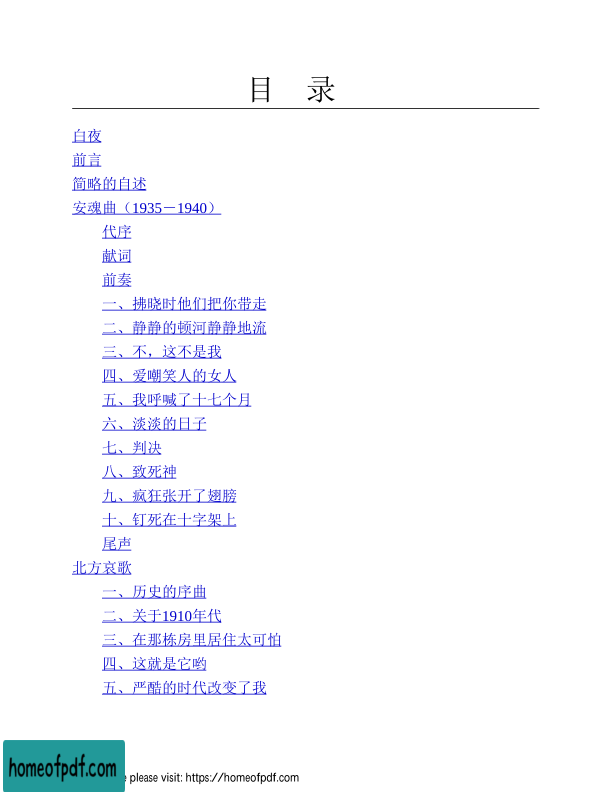 目 录
白夜
前言
简略的自述
安魂曲（1935－1940）
代序
献词
前奏
一、拂晓时他们把你带走
二、静静的顿河静静地流
三、不，这不是我
四、爱嘲笑人的女人
五、我呼喊了十七个月
六、淡淡的日子
七、判决
八、致死神
九、疯狂张开了翅膀
十、钉死在十字架上
尾声
北方哀歌
一、历史的序曲
二、关于1910年代
三、在那栋房里居住太可怕
四、这就是它哟
五、严酷的时代改变了我
homeofpdf.com
e please visit: https://homeofpdf.com